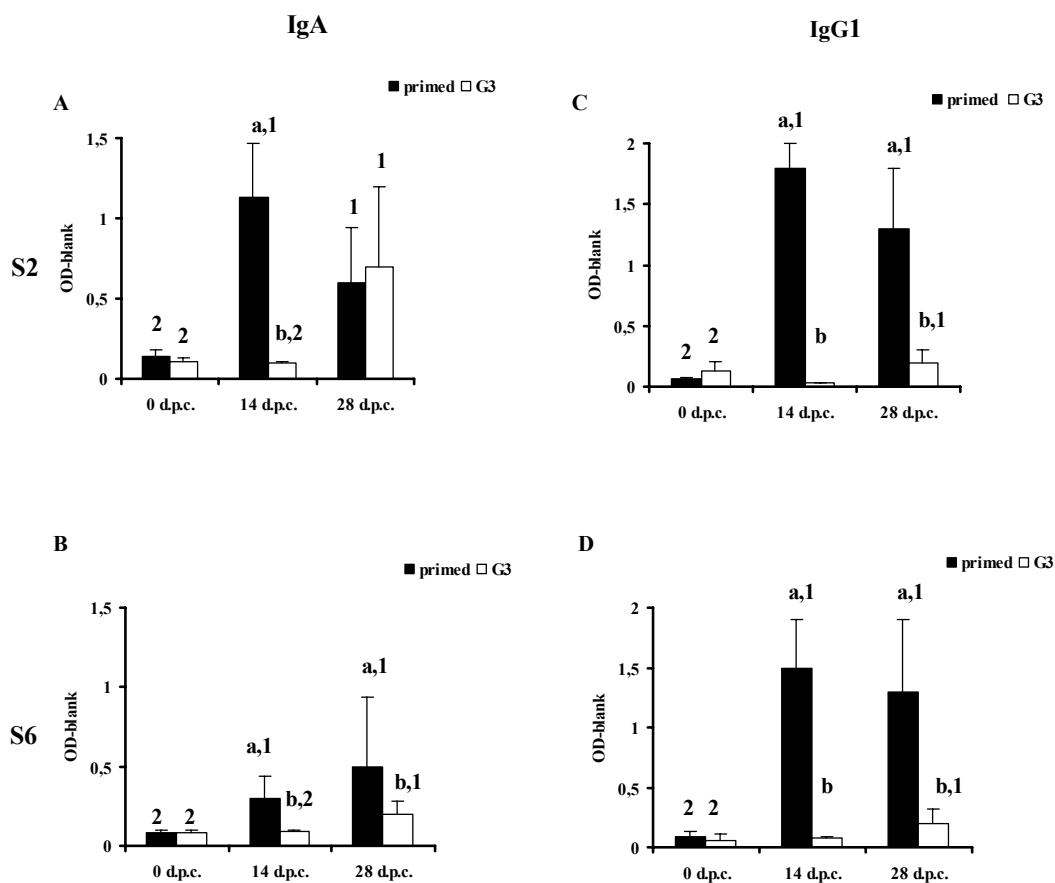 IgA
IgG1
A
primed G3
a,1
1,5
1
1
1
S2
OD-blank
0,5
2
2
b,2
0
0 d.p.c. 14 d.p.c. 28 d.p.c.
C
primed G3
2
a,1
a,1
1,5
OD-blank
1
0,5
2
2
b
b,1
0
0 d.p.c. 14 d.p.c. 28 d.p.c.
B
primed G3
1,5
a,1
1
S6
OD-blank
a,1
0,5
2
2
b,2
b,1
0
0 d.p.c. 14 d.p.c. 28 d.p.c.
D
primed G3
a,1
a,1
2
1,5
OD-blank
1
0,5
2
2
b
b,1
0
0 d.p.c. 14 d.p.c. 28 d.p.c.